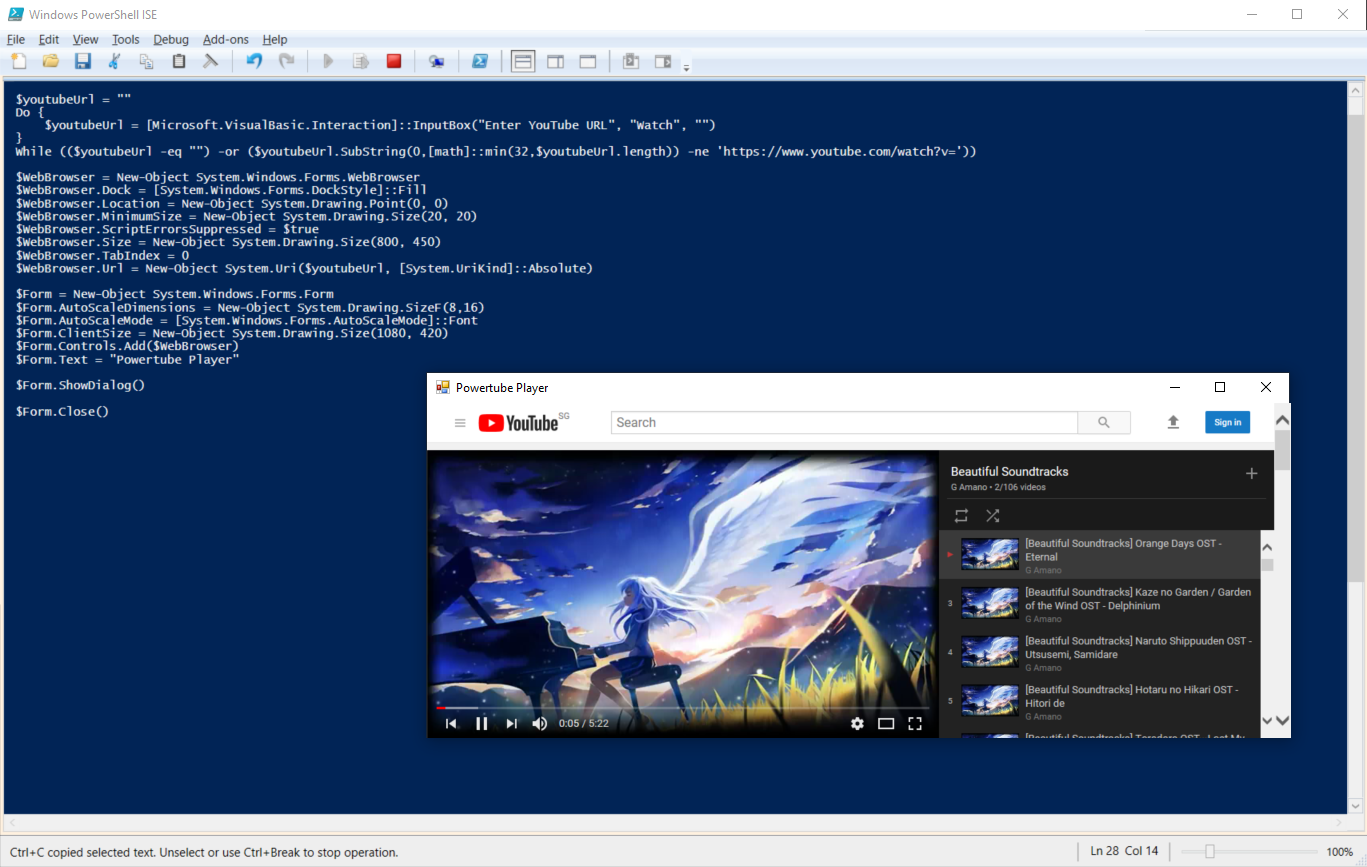 Windows PowerShell ISE
File Edit View Tools Debug Add-ons Help
$youtubeUrl = ""
Do {
    $youtubeUrl = [Microsoft.VisualBasic.Interaction]::InputBox("Enter YouTube URL", "Watch", "")
}
While (($youtubeUrl -eq "") -or ($youtubeUrl.SubString(0,[math]::min(32,$youtubeUrl.length)) -ne 'https://www.youtube.com/watch?v='))
$WebBrowser = New-Object System.Windows.Forms.WebBrowser
$WebBrowser.Dock = [System.Windows.Forms.DockStyle]::Fill
$WebBrowser.Location = New-Object System.Drawing.Point(0, 0)
$WebBrowser.MinimumSize = New-Object System.Drawing.Size(20, 20)
$WebBrowser.ScriptErrorsSuppressed = $true
$WebBrowser.Size = New-Object System.Drawing.Size(800, 450)
$WebBrowser.TabIndex = 0
$WebBrowser.Url = New-Object System.Uri($youtubeUrl, [System.UriKind]::Absolute)
$Form = New-Object System.Windows.Forms.Form
$Form.AutoScaleDimensions = New-Object System.Drawing.SizeF(8,16)
$Form.AutoScaleMode = [System.Windows.Forms.AutoScaleMode]::Font
$Form.ClientSize = New-Object System.Drawing.Size(1080, 420)
$Form.Controls.Add($WebBrowser)
$Form.Text = "Powertube Player"
$Form.ShowDialog()
$Form.Close()
Powertube Player
YouTube SG
Search
Sign in
Beautiful Soundtracks
G Amano • 2/106 videos
[Beautiful Soundtracks] Orange Days OST -
Eternal
G Amano
3
[Beautiful Soundtracks] Kaze no Garden / Garden
of the Wind OST - Delphinium
G Amano
4
[Beautiful Soundtracks] Naruto Shippuuden OST -
Utsusemi, Samidare
G Amano
5
[Beautiful Soundtracks] Hotaru no Hikari OST -
Hitori de
G Amano
[Beautiful Soundtracks] Toradora OST - Lost My
0:05 / 5:22
Ctrl+C copied selected text. Unselect or use Ctrl+Break to stop operation.
Ln 28 Col 14
100%